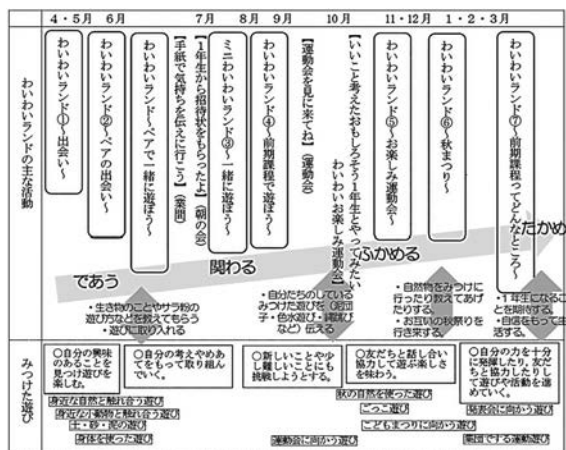 4・5月
6月
7月
8月
9月
10月
11・12月
1・2・3月
わいわいランドの主な活動
わいわいランド①～出会い～
わいわいランド②～ペアの出会い～
わいわいランド～ペアで一緒に遊ぼう～
【手紙で気持ちを伝えに行こう】(業間)
【1年生から招待状をもらったよ】(朝の会)
ミニわいわいランド③～一緒に遊ぼう～
わいわいランド④～前期課程で遊ぼう～
【運動会を見に来てね】(運動会)
【いいこと考えたおもしろそう1年生とやってみたい
わいわいお楽しみ運動会】
わいわいランド⑤～お楽しみ運動会～
わいわいランド⑥～秋まつり～
わいわいランド⑦～前期課程ってどんなところ～
であう
関わる
ふかめる
たかめ
・生き物のことやサラ粉の
遊び方などを教えてもらう
・遊びに取り入れる
・自分たちのしている
みつけた遊びを(泥団
子・色水遊び・縄跳び
など)伝える
・自然物をみつけに
行ったり教えてあげ
たりする。
・お互いの秋祭りを
行き来する。
・1年生になるこ
とを期待する。
・自信をもって生
活する。
みつけた遊び
○自分の興味
のあることを
見つけ遊びを
楽しむ。
○自分の考えやめあ
てをもって取り組ん
でいく。
○新しいことや少
し難しいことにも
挑戦しようとする。
○友だちと話し合い
協力して遊ぶ楽しさ
を味わう。
○自分の力を十分
に発揮したり、友だ
ちと協力したりし
て遊びや活動を進
めていく。
身近な自然と触れ合う遊び
身近な小動物と触れ合う遊び
土・砂・泥の遊び
身体を使った遊び
運動会に向かう遊び
秋の自然を使った遊び
ごっこ遊び
こどもまつりに向かう遊び
発表会に向かう遊び
集団でする運動遊び